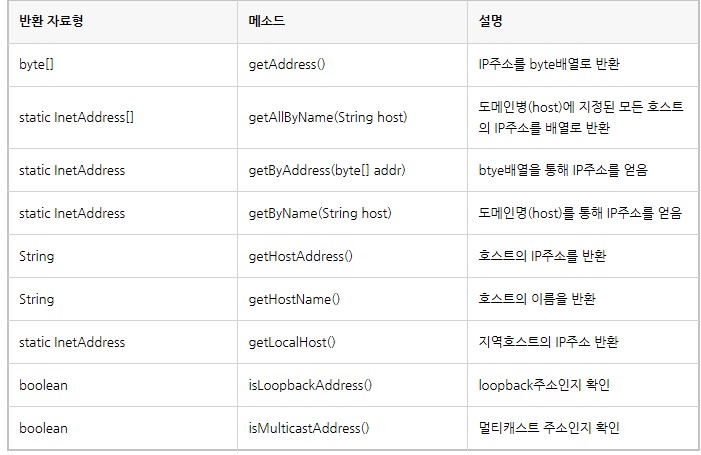 반환 자료형 메소드 설명
byte[] getAddress() IP주소를 byte배열로 반환
static InetAddress[] getAllByName(String host) 도메인병(host)에 지정된 모든 호스트
의 IP주소를 배열로 반환
static InetAddress getByAddress(byte[] addr) btye배열을 통해 IP주소를 얻음
static InetAddress getByName(String host) 도메인명(host)를 통해 IP주소를 얻음
String getHostAddress() 호스트의 IP주소를 반환
String getHostName() 호스트의 이름을 반환
static InetAddress getLocalHost() 지역호스트의 IP주소 반환
boolean isLoopbackAddress() loopback주소인지 확인
boolean isMulticastAddress() 멀티캐스트 주소인지 확인